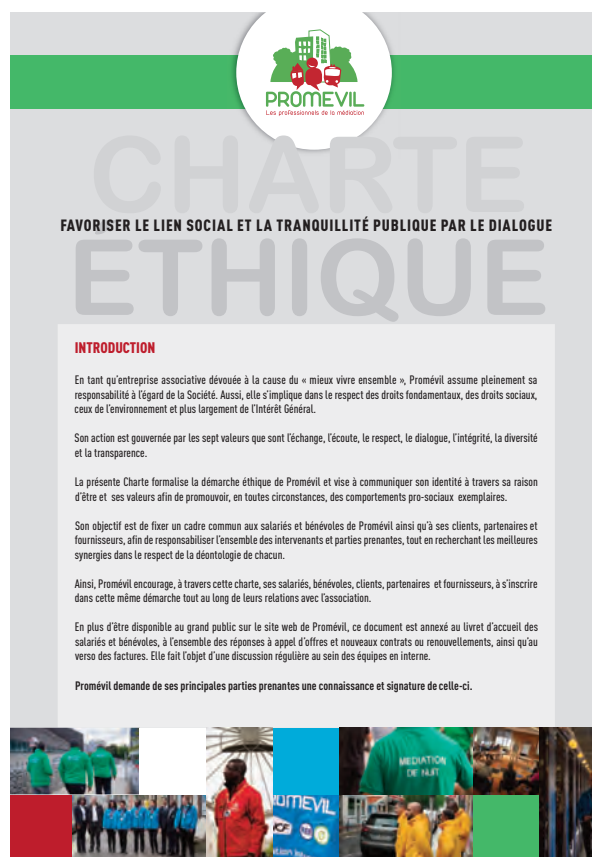 PROMEVIL
Les professionnels de la médiation
CHARTE
FAVORISER LE LIEN SOCIAL ET LA TRANQUILLITÉ PUBLIQUE PAR LE DIALOGUE
ÉTHIQUE
INTRODUCTION
En tant qu'entreprise associative dévouée à la cause du « mieux vivre ensemble », Promévil assume pleinement sa
responsabilité à l'égard de la Société. Aussi, elle s'implique dans le respect des droits fondamentaux, des droits sociaux,
ceux de l'environnement et plus largement de l'Intérêt Général.
Son action est gouvernée par les sept valeurs que sont l'échange, l'écoute, le respect, le dialogue, l'intégrité, la diversité
et la transparence.
La présente Charte formalise la démarche éthique de Promévil et vise à communiquer son identité à travers sa raison
d'être et ses valeurs afin de promouvoir, en toutes circonstances, des comportements pro-sociaux exemplaires.
Son objectif est de fixer un cadre commun aux salariés et bénévoles de Promévil ainsi qu'à ses clients, partenaires et
fournisseurs, afin de responsabiliser l'ensemble des intervenants et parties prenantes, tout en recherchant les meilleures
synergies dans le respect de la déontologie de chacun.
Ainsi, Promévil encourage, à travers cette charte, ses salariés, bénévoles, clients, partenaires et fournisseurs, à s'inscrire
dans cette même démarche tout au long de leurs relations avec l'association.
En plus d'être disponible au grand public sur le site web de Promévil, ce document est annexé au livret d'accueil des
salariés et bénévoles, à l'ensemble des réponses à appel d'offres et nouveaux contrats ou renouvellements, ainsi qu'au
verso des factures. Elle fait l'objet d'une discussion régulière au sein des équipes en interne.
Promévil demande de ses principales parties prenantes une connaissance et signature de celle-ci.
MEDIATION
DE NUIT